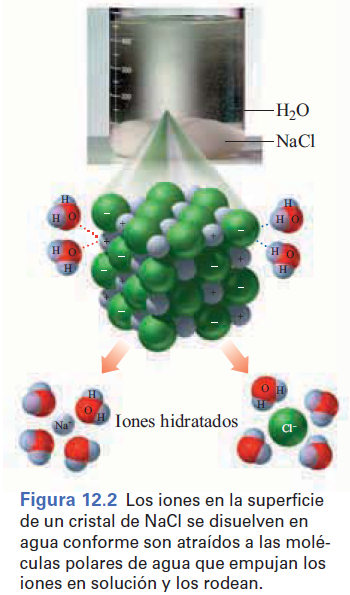 H₂O
NaCl
H
H O
H O
H
H
H O
H O
H
− − + + − + − − + − − + −
H
O H
Na⁺
Iones hidratados
O H
H
Cl⁻
Figura 12.2 Los iones en la superficie
de un cristal de NaCl se disuelven en
agua conforme son atraídos a las molé-
culas polares de agua que empujan los
iones en solución y los rodean.